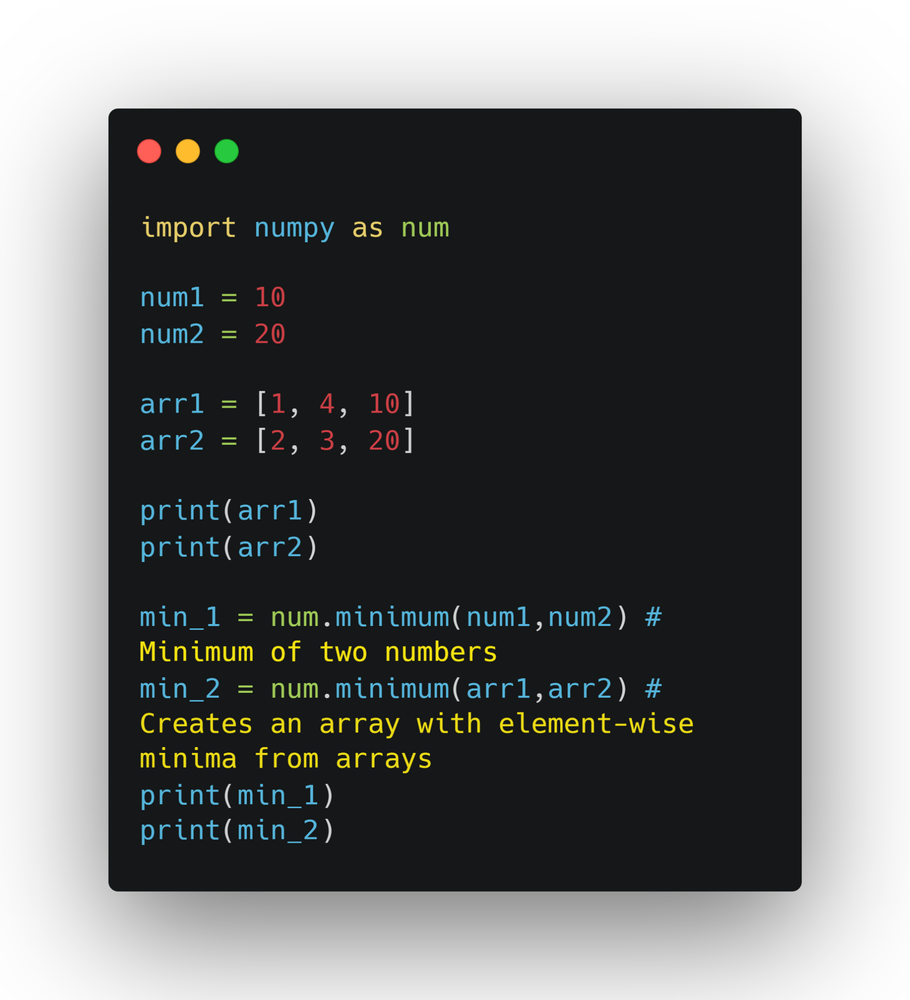 import numpy as num
num1 = 10
num2 = 20
arr1 = [1, 4, 10]
arr2 = [2, 3, 20]
print(arr1)
print(arr2)
min_1 = num.minimum(num1,num2) #
Minimum of two numbers
min_2 = num.minimum(arr1,arr2) #
Creates an array with element-wise
minima from arrays
print(min_1)
print(min_2)